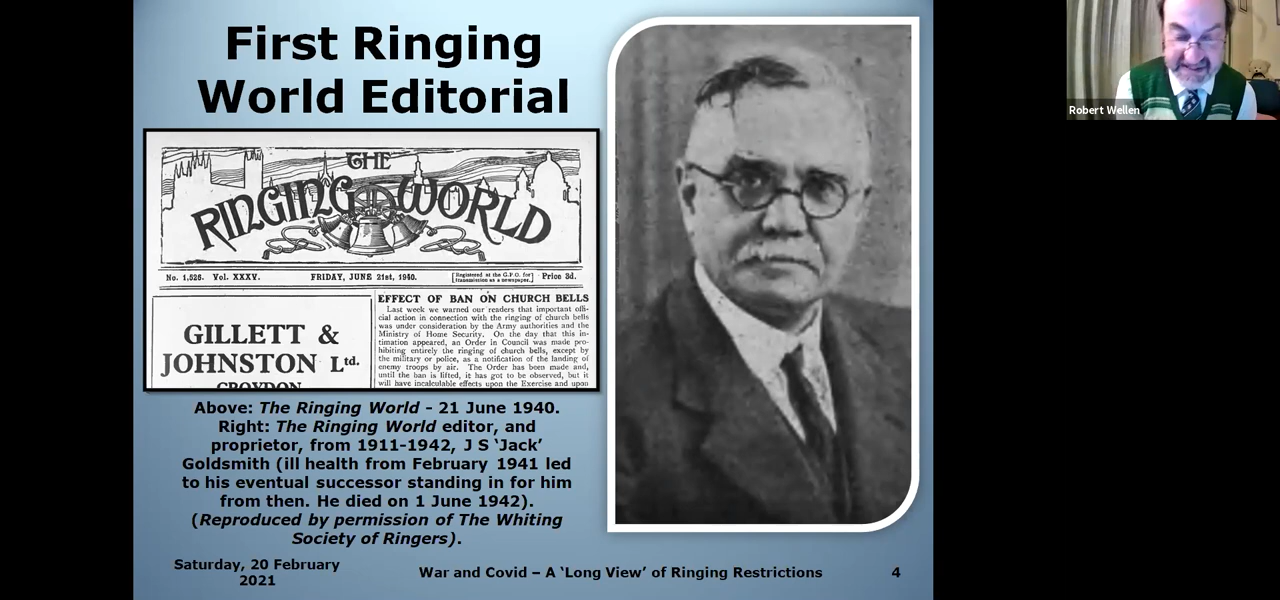 First Ringing
World Editorial
THE
RINGING WORLD
No. 1,526. Vol. XXXV. FRIDAY, JUNE 21st, 1940. [Registered at the G.P.O. for transmission as a newspaper.] Price 3d.
GILLETT &
JOHNSTON Ltd.
CROYDON
EFFECT OF BAN ON CHURCH BELLS
Last week we warned our readers that important offi-
cial action in connection with the ringing of church bells
was under consideration by the Army authorities and the
Ministry of Home Security. On the day that this in-
timation appeared, an Order in Council was made pro-
hibiting entirely the ringing of church bells, except by
the military or police, as a notification of the landing of
enemy troops by air. The Order has been made and,
until the ban is lifted, it has got to be observed, but it
will have incalculable effects upon the Exercise and upon
Above: The Ringing World - 21 June 1940.
Right: The Ringing World editor, and
proprietor, from 1911-1942, J S ‘Jack’
Goldsmith (ill health from February 1941 led
to his eventual successor standing in for him
from then. He died on 1 June 1942).
(Reproduced by permission of The Whiting
Society of Ringers).
Saturday, 20 February
2021
War and Covid – A ‘Long View’ of Ringing Restrictions
4
Robert Wellen